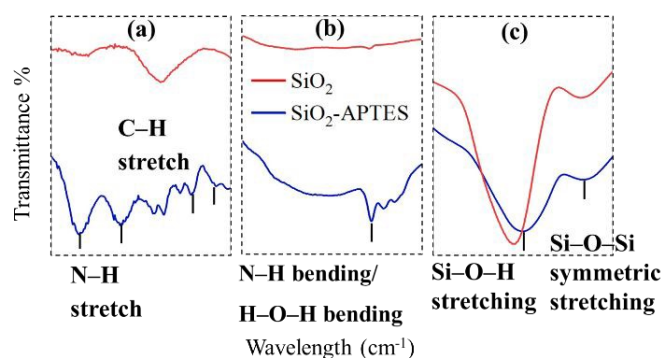 (a)
(b)
(c)
SiO₂
SiO₂-APTES
C–H
stretch
Transmittance %
N–H
stretch
N–H bending/
H–O–H bending
Si–O–H
stretching
Si–O–Si
symmetric
stretching
Wavelength (cm⁻¹)